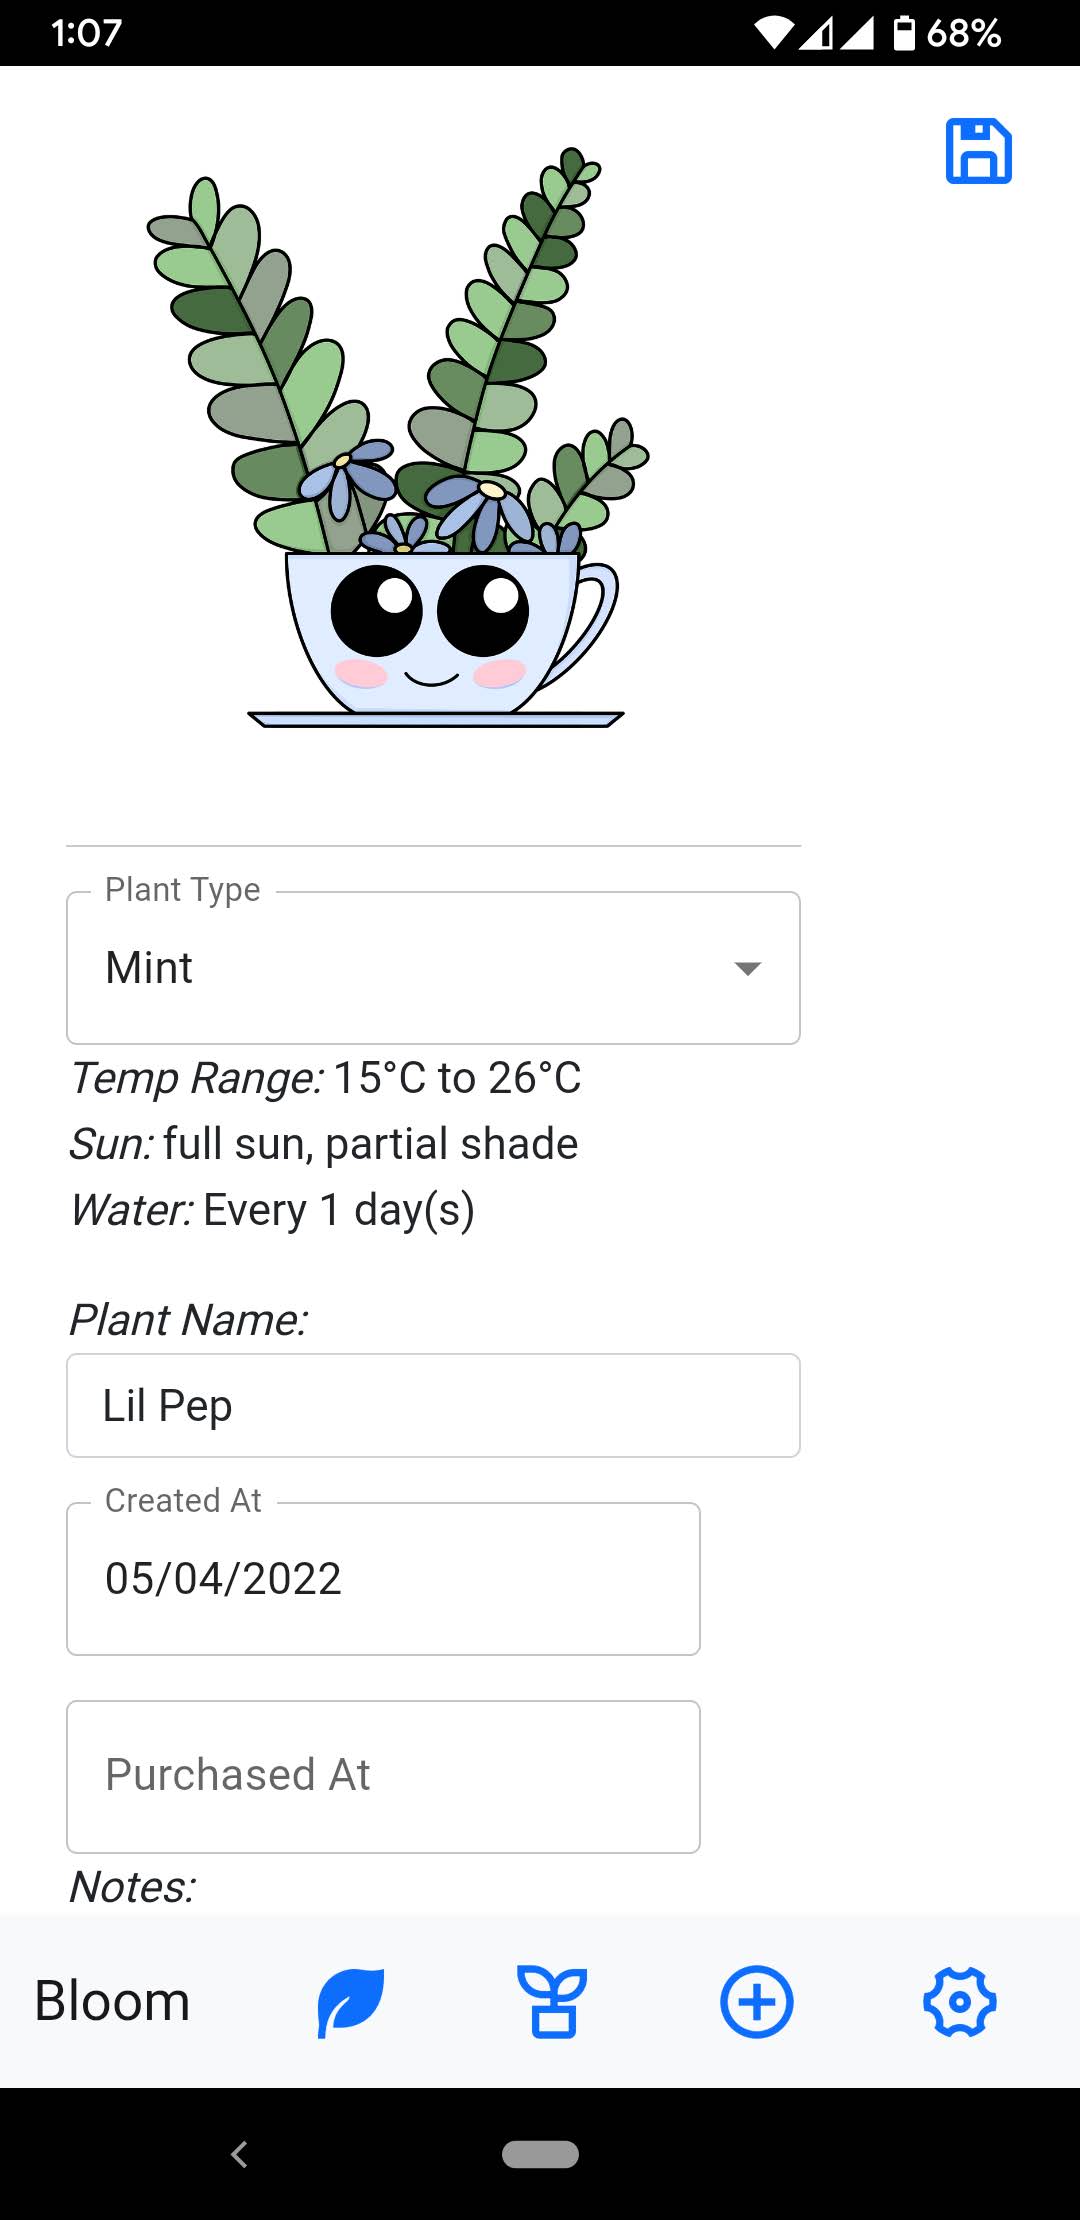 1:07
68%
Plant Type
Mint
Temp Range: 15°C to 26°C
Sun: full sun, partial shade
Water: Every 1 day(s)
Plant Name:
Lil Pep
Created At
05/04/2022
Purchased At
Notes:
Bloom